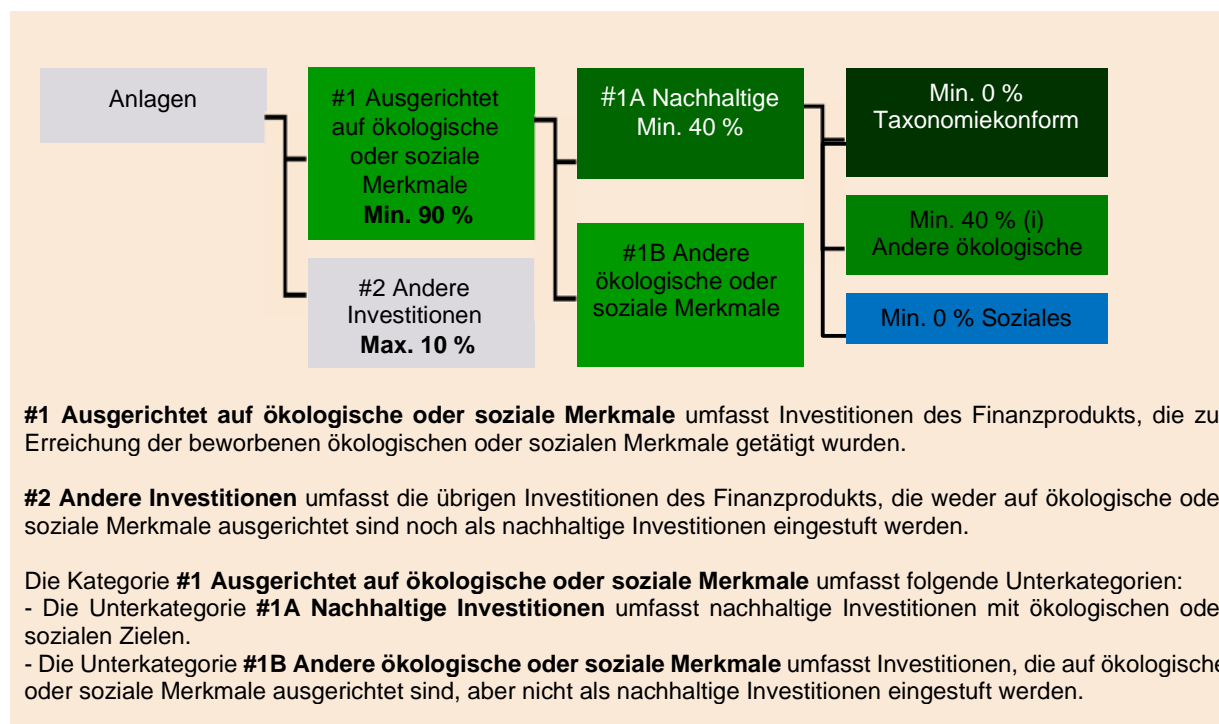 Anlagen
#1 Ausgerichtet
auf ökologische
oder soziale
Merkmale
Min. 90 %
#2 Andere
Investitionen
Max. 10 %
#1A Nachhaltige
Min. 40 %
#1B Andere
ökologische oder
soziale Merkmale
Min. 0 %
Taxonomiekonform
Min. 40 % (i)
Andere ökologische
Min. 0 % Soziales
#1 Ausgerichtet auf ökologische oder soziale Merkmale umfasst Investitionen des Finanzprodukts, die zu
Erreichung der beworbenen ökologischen oder sozialen Merkmale getätigt wurden.
#2 Andere Investitionen umfasst die übrigen Investitionen des Finanzprodukts, die weder auf ökologische ode
soziale Merkmale ausgerichtet sind noch als nachhaltige Investitionen eingestuft werden.
Die Kategorie #1 Ausgerichtet auf ökologische oder soziale Merkmale umfasst folgende Unterkategorien:
- Die Unterkategorie #1A Nachhaltige Investitionen umfasst nachhaltige Investitionen mit ökologischen ode
sozialen Zielen.
- Die Unterkategorie #1B Andere ökologische oder soziale Merkmale umfasst Investitionen, die auf ökologische
oder soziale Merkmale ausgerichtet sind, aber nicht als nachhaltige Investitionen eingestuft werden.